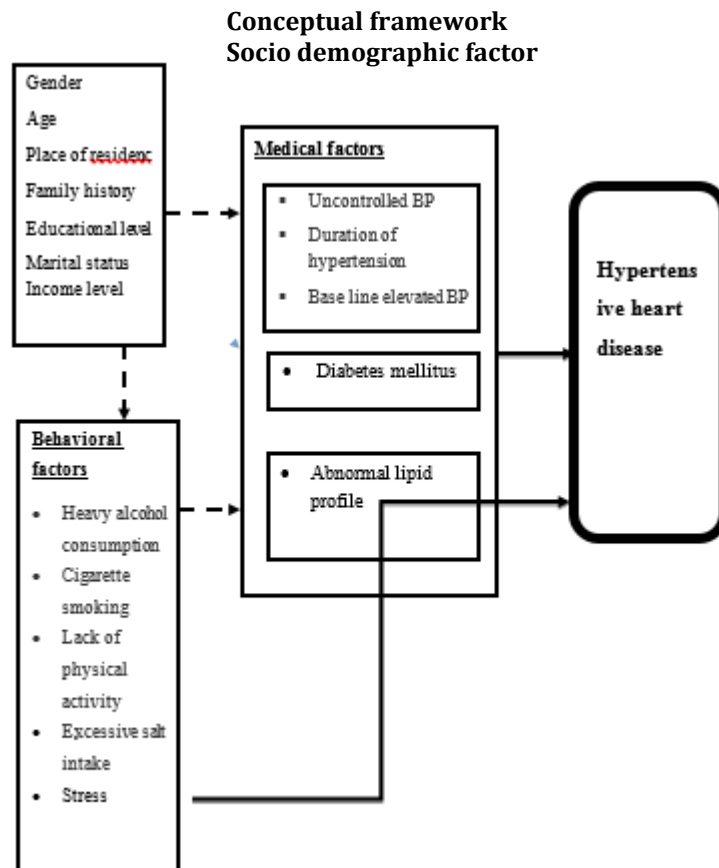 Conceptual framework
Socio demographic factor
Gender
Age
Place of residenc
Family history
Educational level
Marital status
Income level
Medical factors
▪ Uncontrolled BP
▪ Duration of
hypertension
▪ Base line elevated BP
• Diabetes mellitus
• Abnormal lipid
profile
Behavioral
factors
• Heavy alcohol
consumption
• Cigarette
smoking
• Lack of
physical
activity
• Excessive salt
intake
• Stress
Hypertens
ive heart
disease